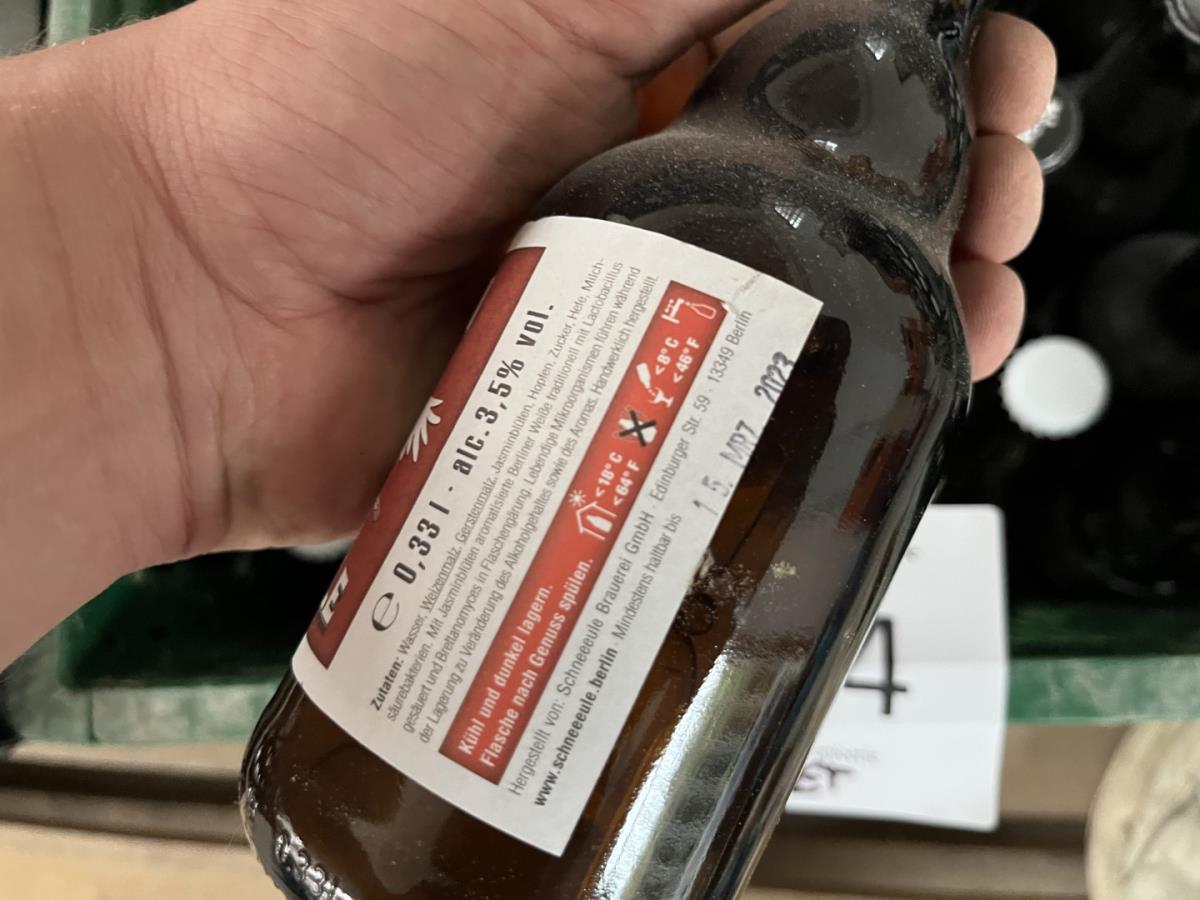 ℮ 0,33 l · alc.3,5% vol.
Zutaten: Wasser, Weizenmalz, Gerstenmalz, Jasminblüten, Hopfen, Zucker, Hefe, Milch-
säurebakterien. Mit Jasminblüten aromatisierte Berliner Weiße traditionell mit Lactobacillus
gesäuert und Brettanomyces in Flaschengärung. Lebendige Mikroorganismen führen während
der Lagerung zu Veränderung des Alkoholgehaltes sowie des Aromas. Handwerklich hergestellt.
Kühl und dunkel lagern.
Flasche nach Genuss spülen.
<18°C
<64°F
<8°C
<46°F
Hergestellt von: Schneeeule Brauerei GmbH · Edinburger Str. 59 · 13349 Berlin
www.schneeeule.berlin · Mindestens haltbar bis
15. MRZ. 2023